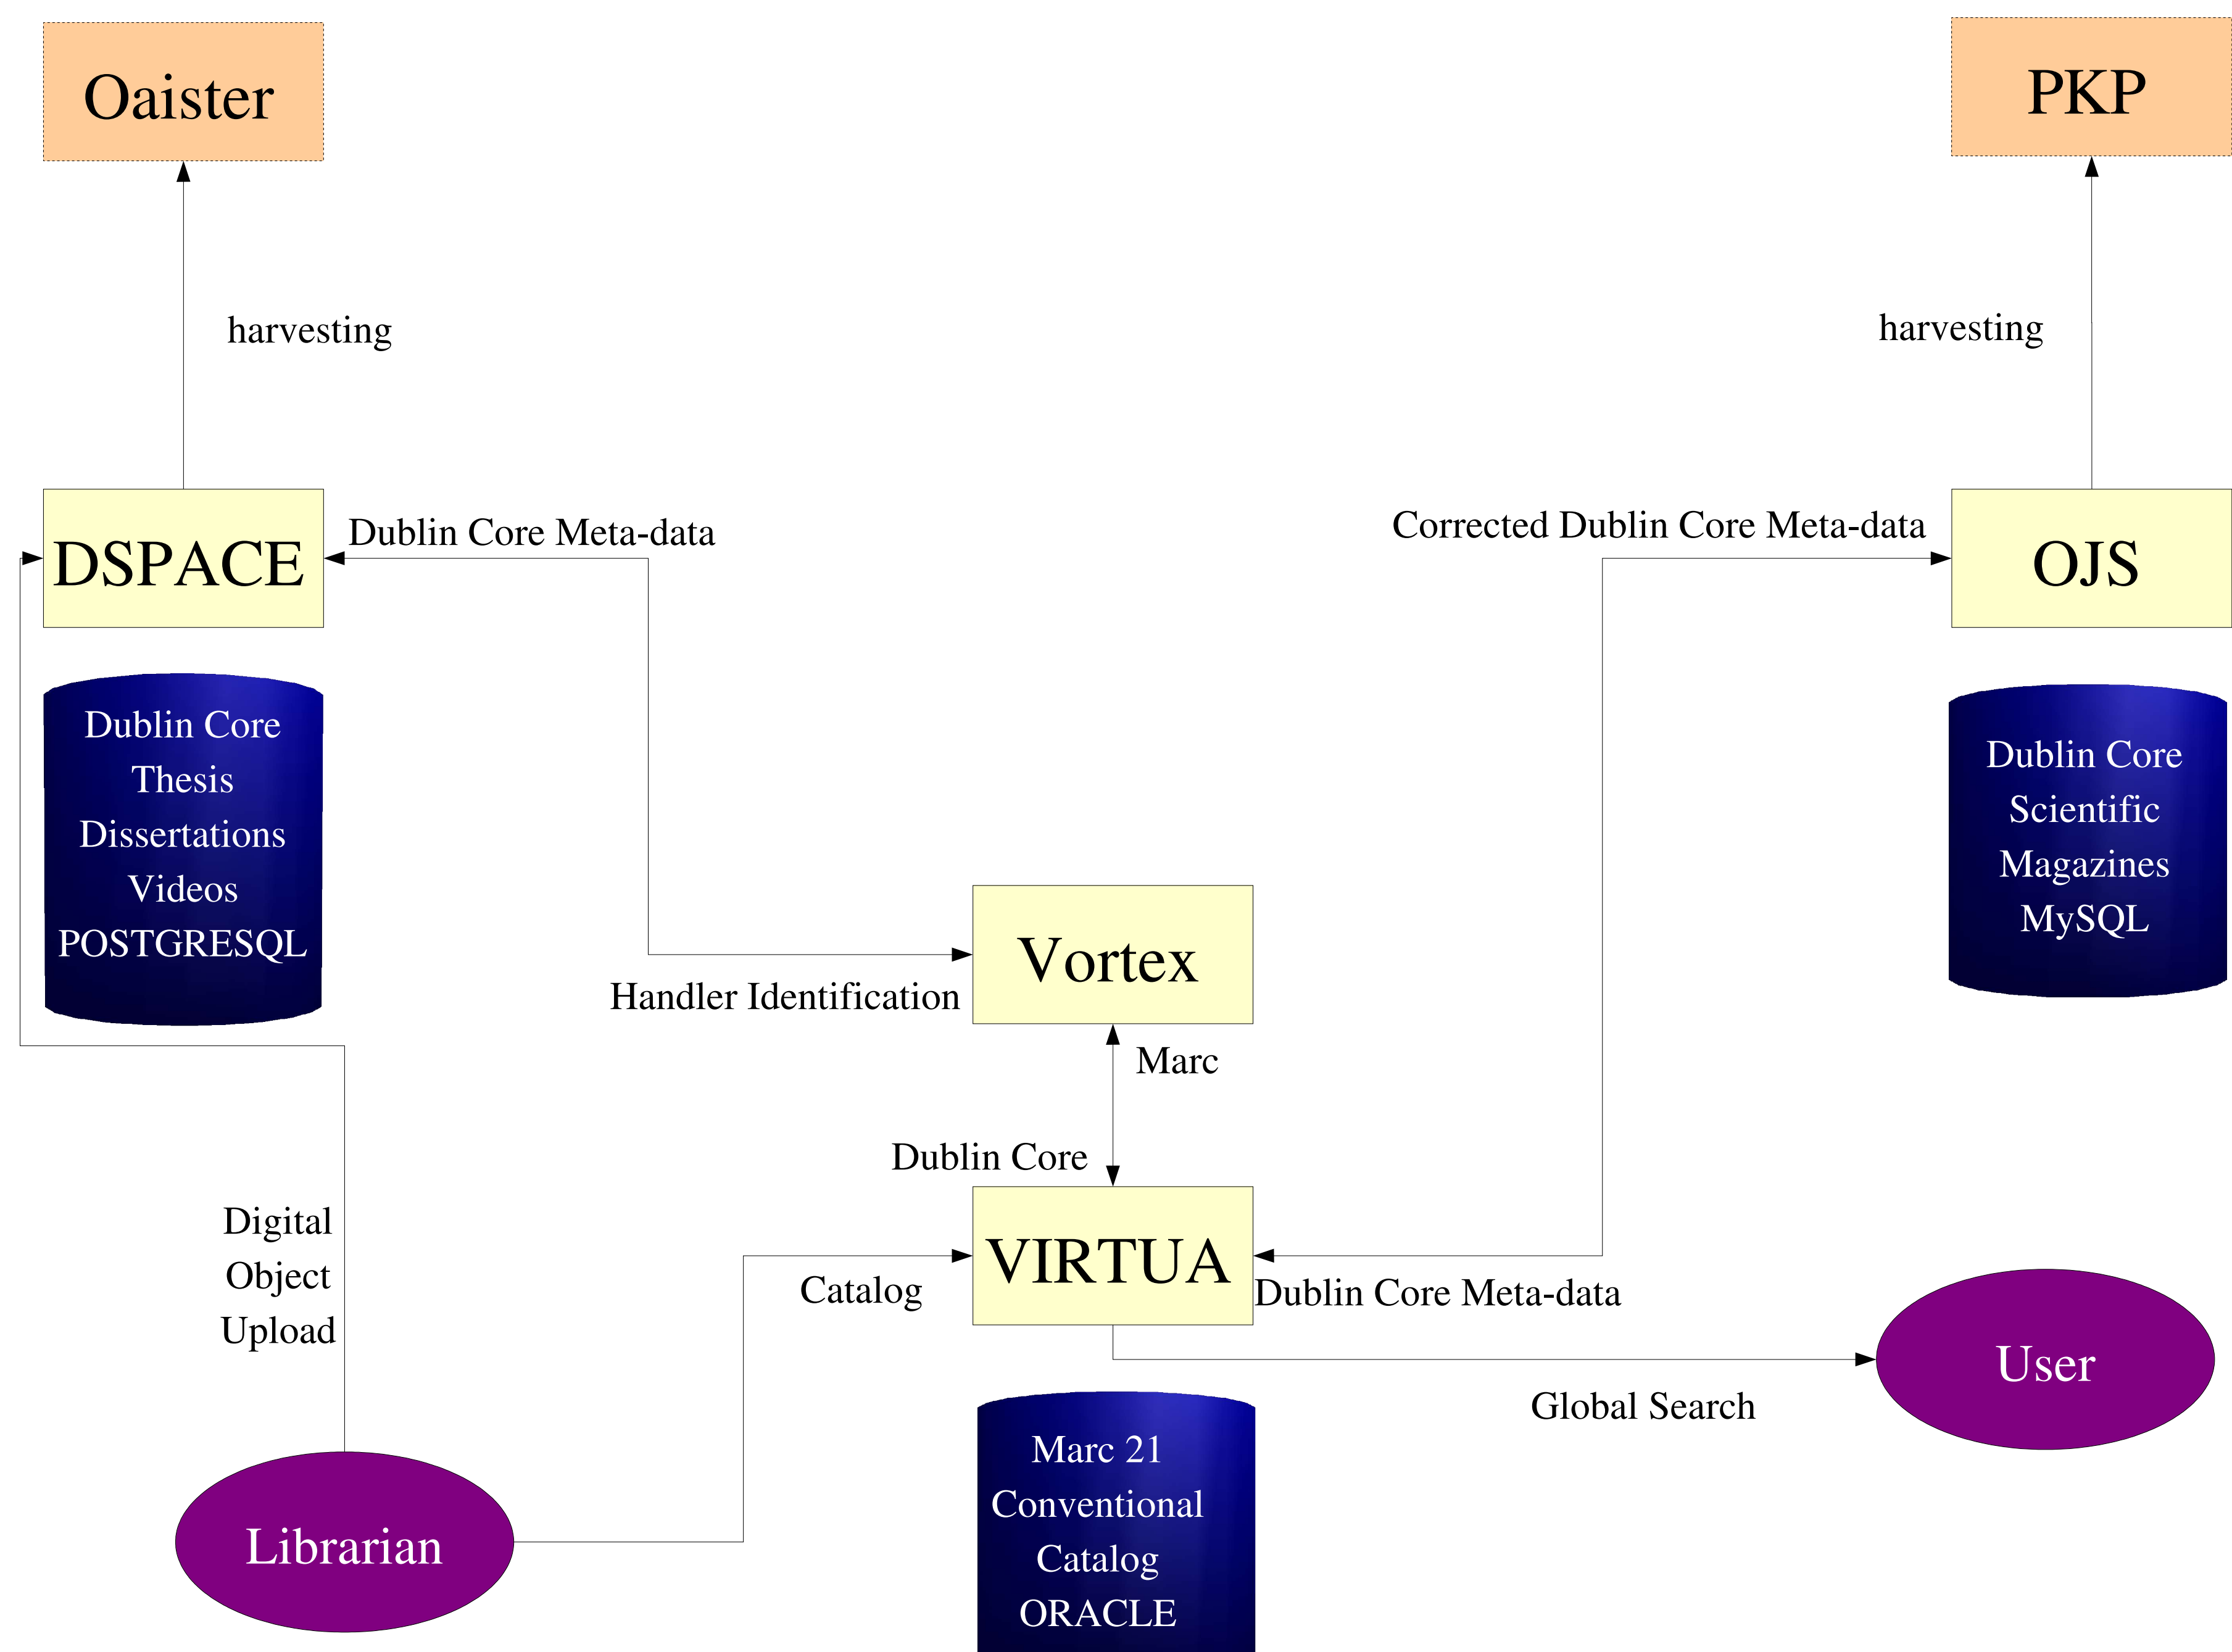 Oaister
PKP
harvesting
harvesting
DSPACE
Dublin Core Meta-data
Corrected Dublin Core Meta-data
OJS
Dublin Core
Thesis
Dissertations
Videos
POSTGRESQL
Dublin Core
Scientific
Magazines
MySQL
Vortex
Handler Identification
Marc
Dublin Core
Digital
Object
Upload
VIRTUA
Catalog
Dublin Core Meta-data
User
Global Search
Librarian
Marc 21
Conventional
Catalog
ORACLE